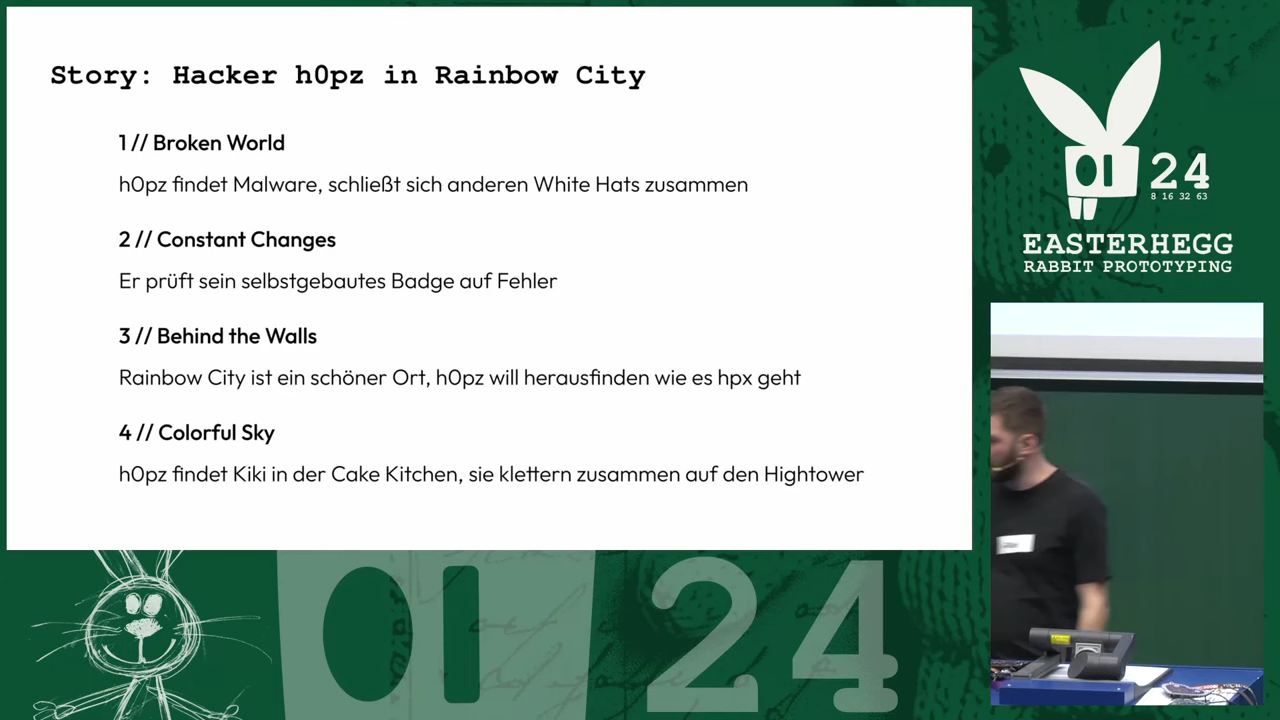 Story: Hacker h0pz in Rainbow City
1 // Broken World
h0pz findet Malware, schließt sich anderen White Hats zusammen
2 // Constant Changes
Er prüft sein selbstgebautes Badge auf Fehler
3 // Behind the Walls
Rainbow City ist ein schöner Ort, h0pz will herausfinden wie es hpx geht
4 // Colorful Sky
h0pz findet Kiki in der Cake Kitchen, sie klettern zusammen auf den Hightower
24
8 16 32 63
EASTERHEGG
RABBIT PROTOTYPING
24